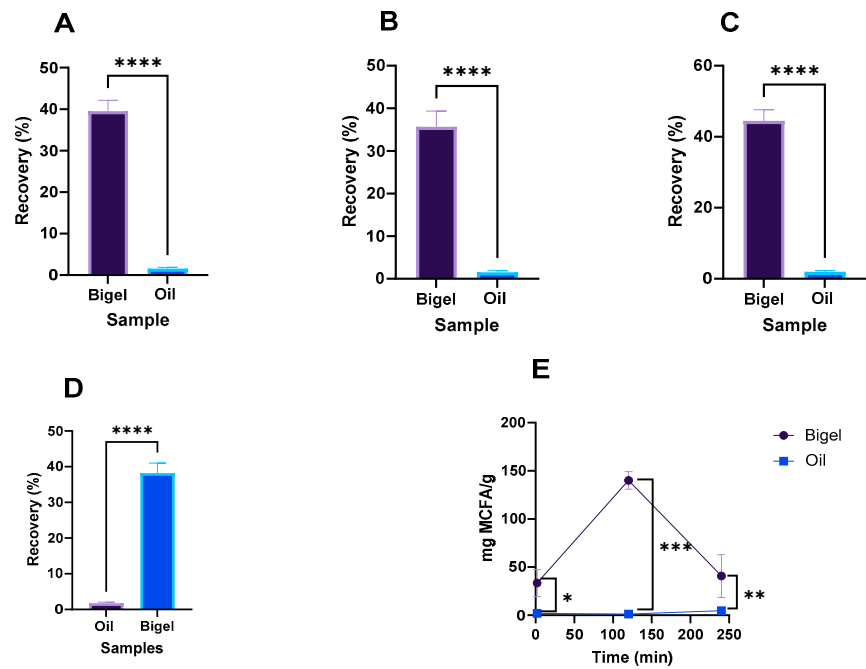 A
****
50
40
30
20
10
0
Recovery (%)
Bigel Oil
Sample
B
****
50
40
30
20
10
0
Recovery (%)
Bigel Oil
Sample
C
****
60
40
20
0
Recovery (%)
Bigel Oil
Sample
D
****
50
40
30
20
10
0
Recovery (%)
Oil Bigel
Samples
E
200
150
100
50
0
mg MCFA/g
*
***
**
0 50 100 150 200 250
Time (min)
Bigel
Oil